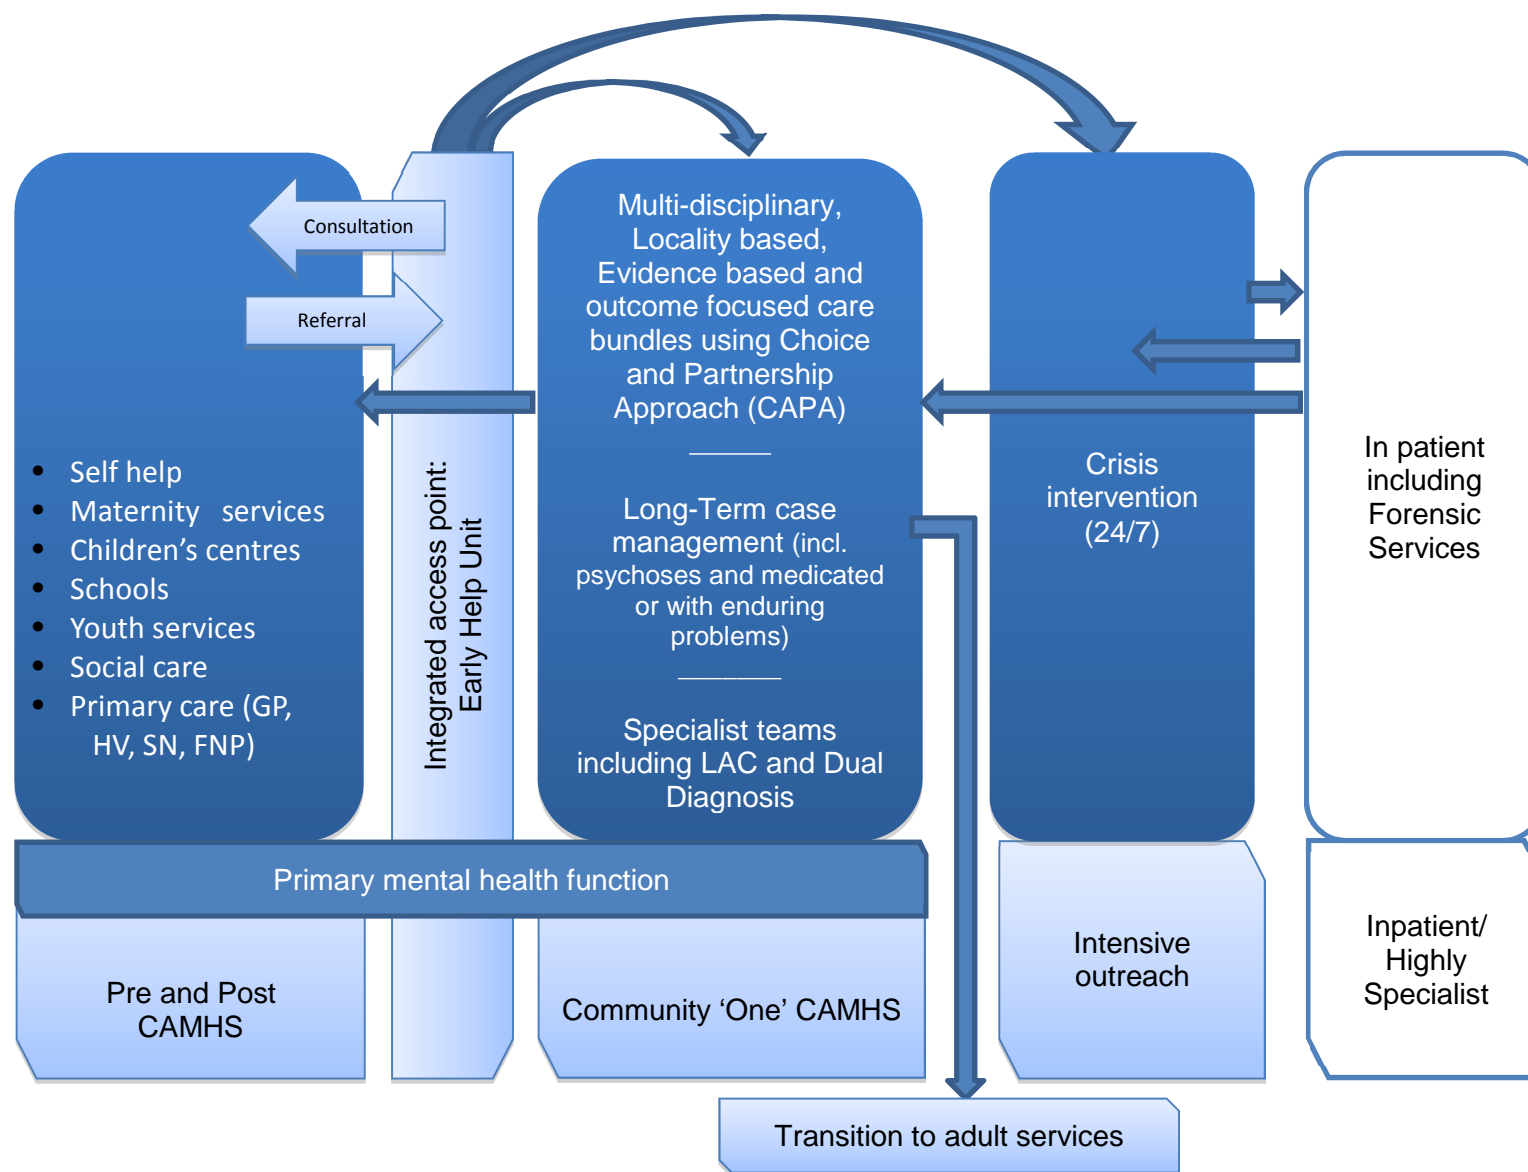 Consultation
Referral
• Self help
• Maternity services
• Children’s centres
• Schools
• Youth services
• Social care
• Primary care (GP,
HV, SN, FNP)
Integrated access point:
Early Help Unit
Multi-disciplinary,
Locality based,
Evidence based and
outcome focused care
bundles using Choice
and Partnership
Approach (CAPA)
Long-Term case
management (incl.
psychoses and medicated
or with enduring
problems)
Specialist teams
including LAC and Dual
Diagnosis
Crisis
intervention
(24/7)
In patient
including
Forensic
Services
Primary mental health function
Pre and Post
CAMHS
Community ‘One’ CAMHS
Intensive
outreach
Inpatient/
Highly
Specialist
Transition to adult services